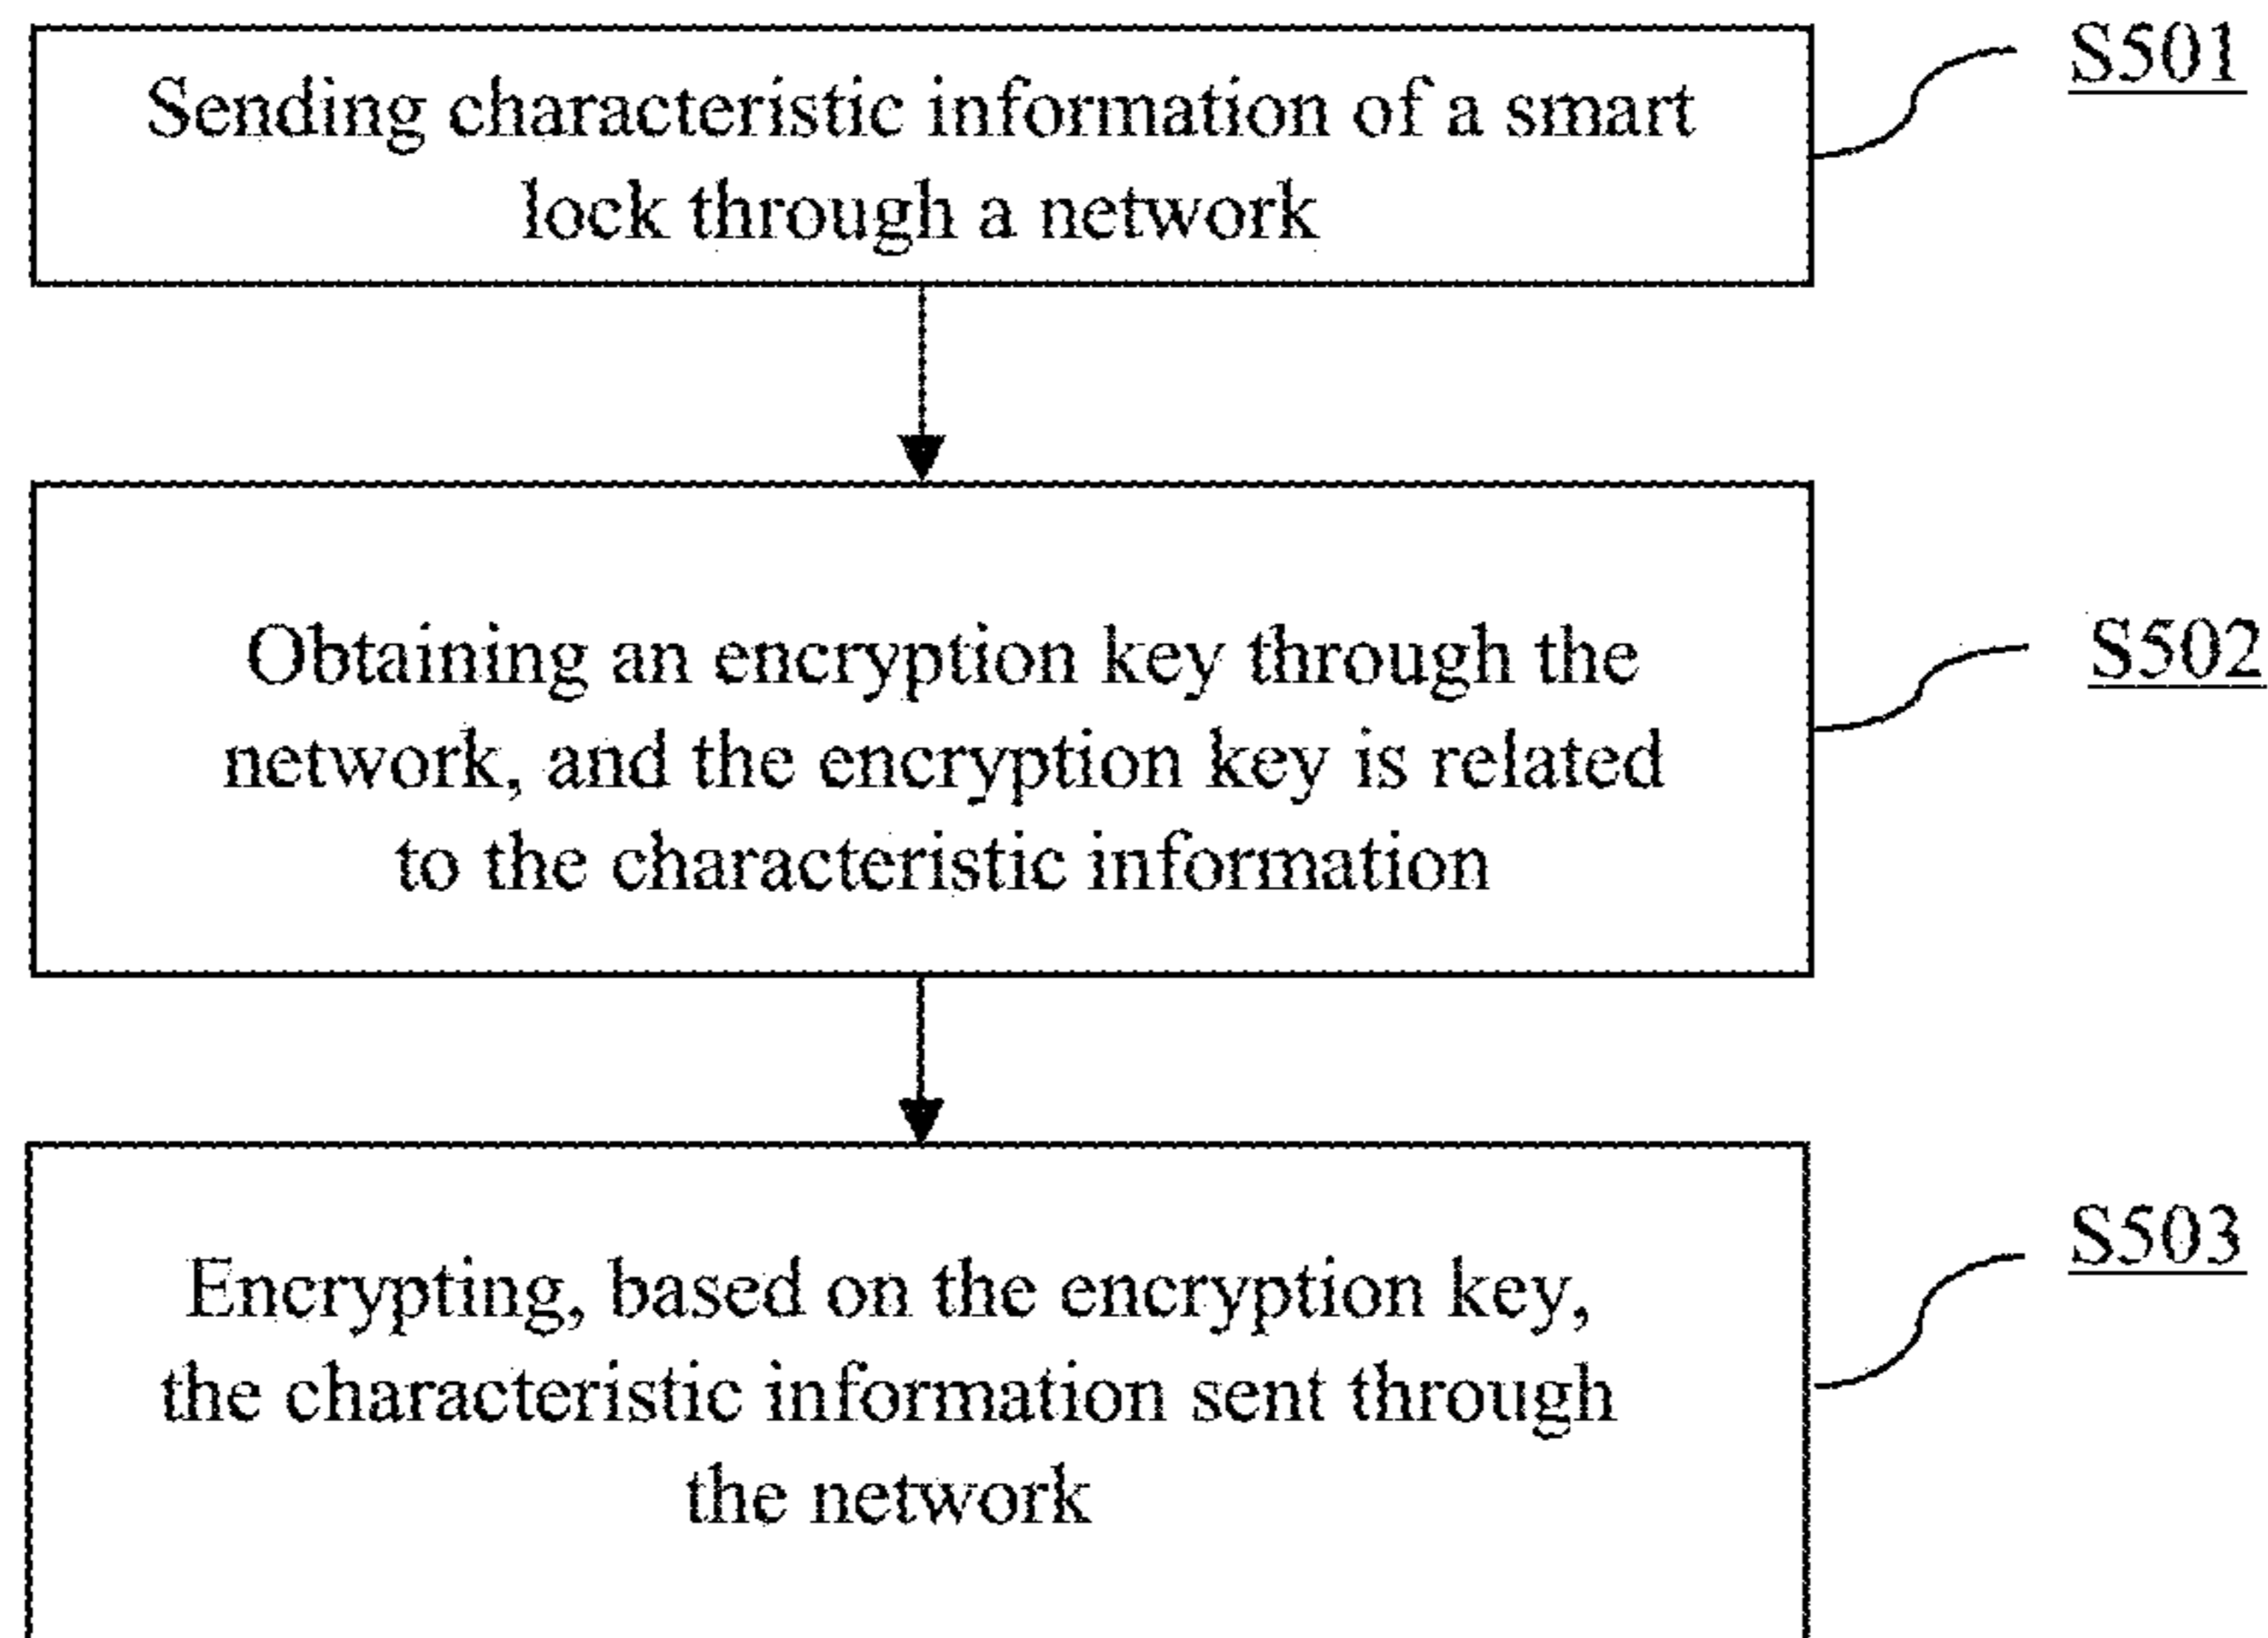 Sending characteristic information of a smart
lock through a network
S501
Obtaining an encryption key through the
network, and the encryption key is related
to the characteristic information
S502
Encrypting, based on the encryption key,
the characteristic information sent through
the network
S503